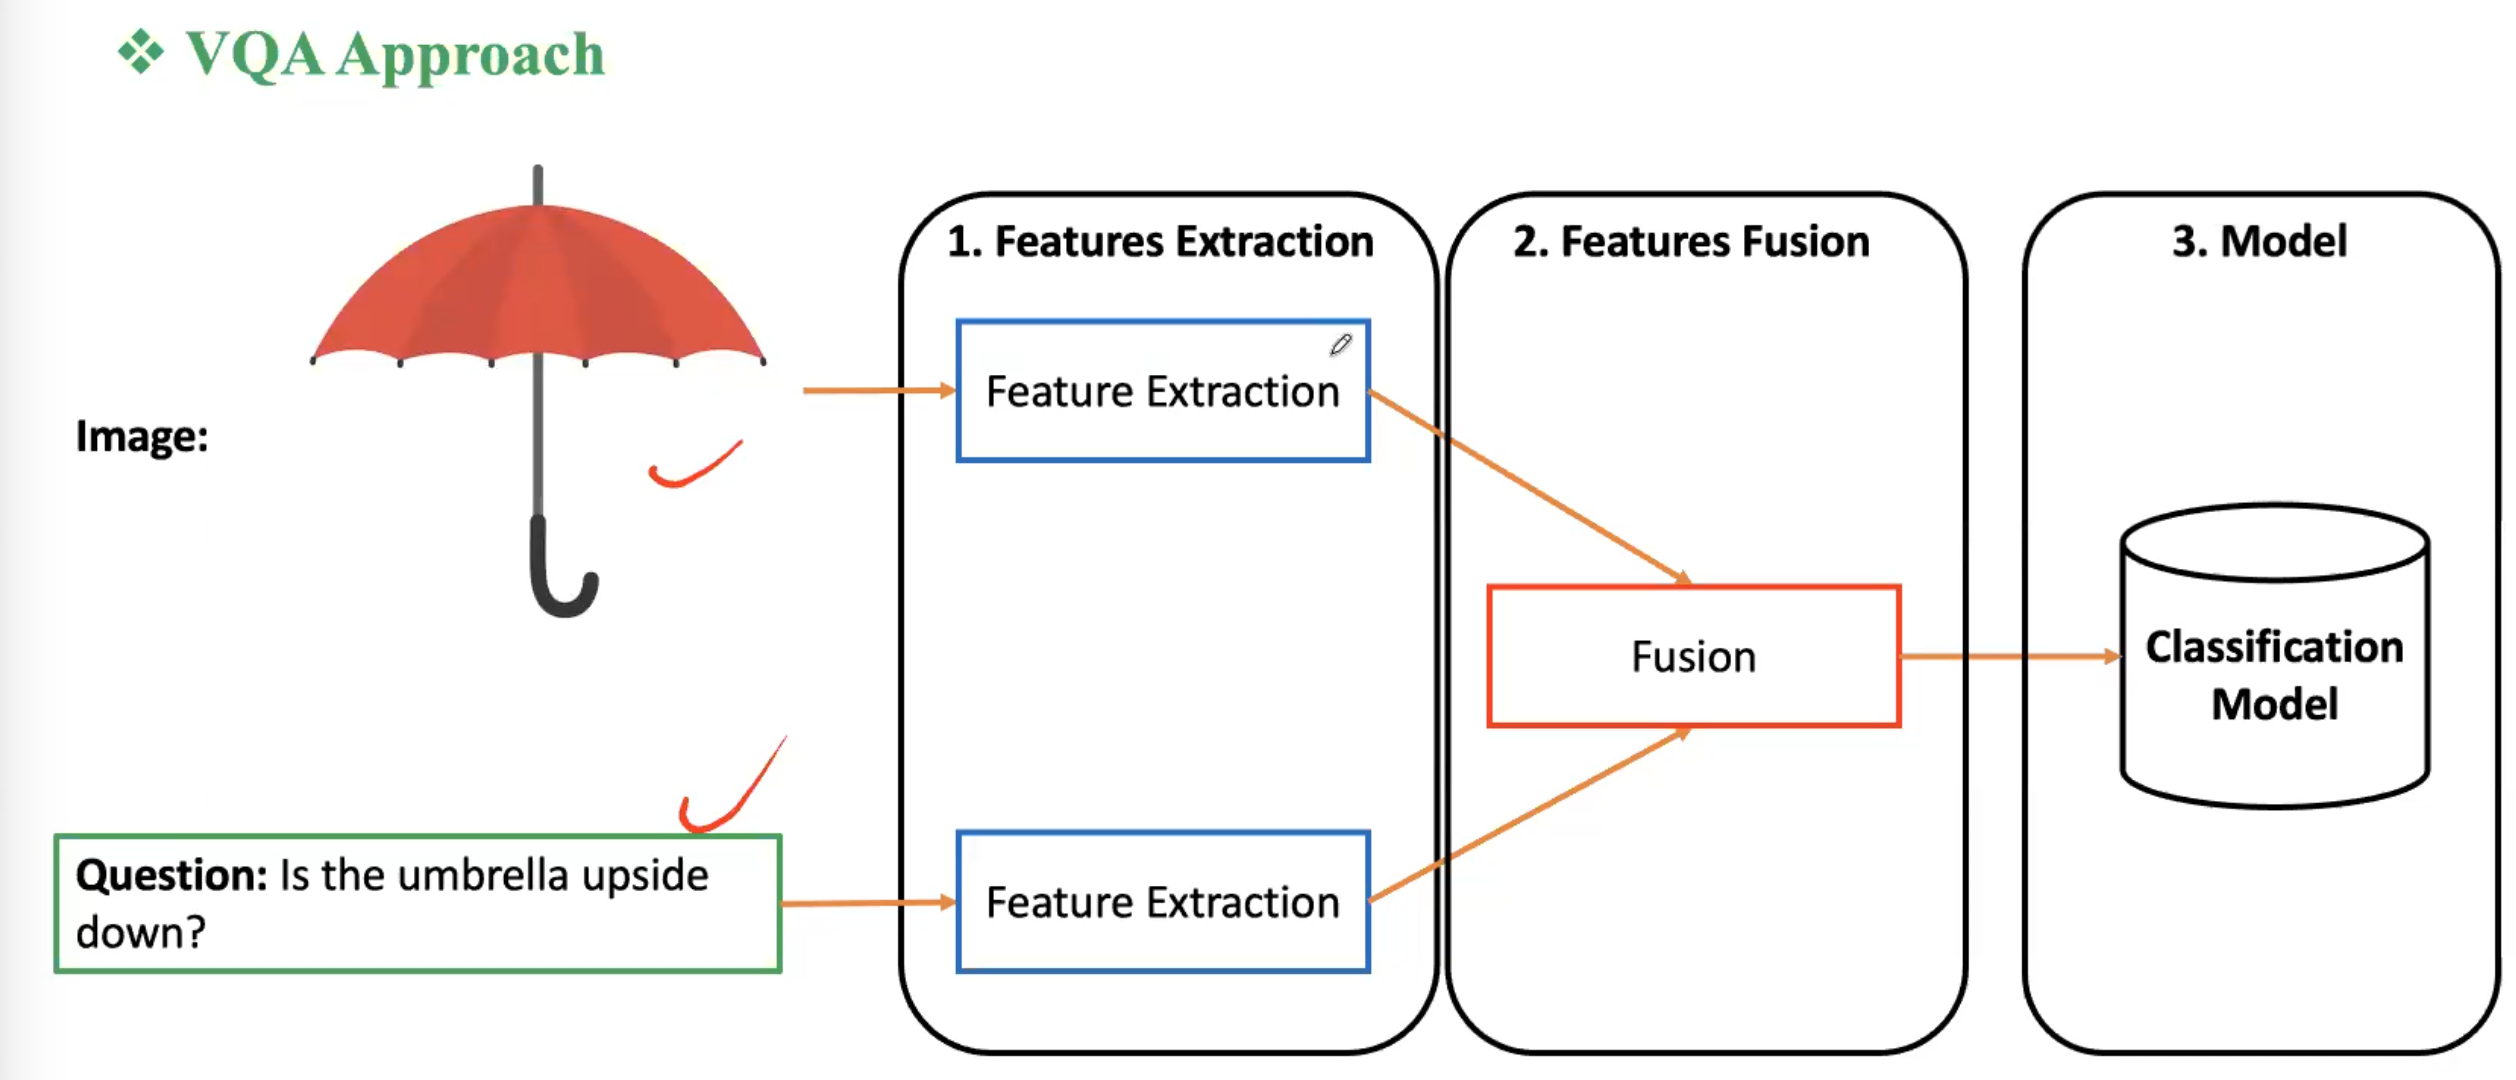 VQA Approach
1. Features Extraction
2. Features Fusion
3. Model
Feature Extraction
Image:
Fusion
Classification
Model
Question: Is the umbrella upside
down?
Feature Extraction